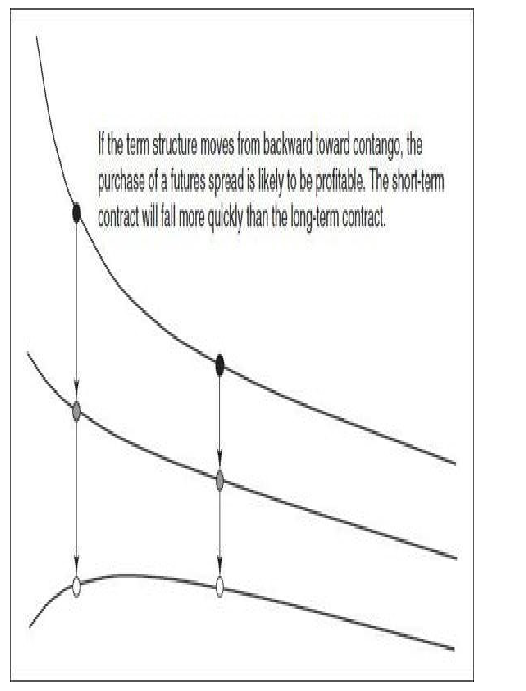 If the term structure moves from backward toward contango, the
purchase of a futures spread is likely to be profitable. The short-term
contract will fall more quickly than the long-term contract.